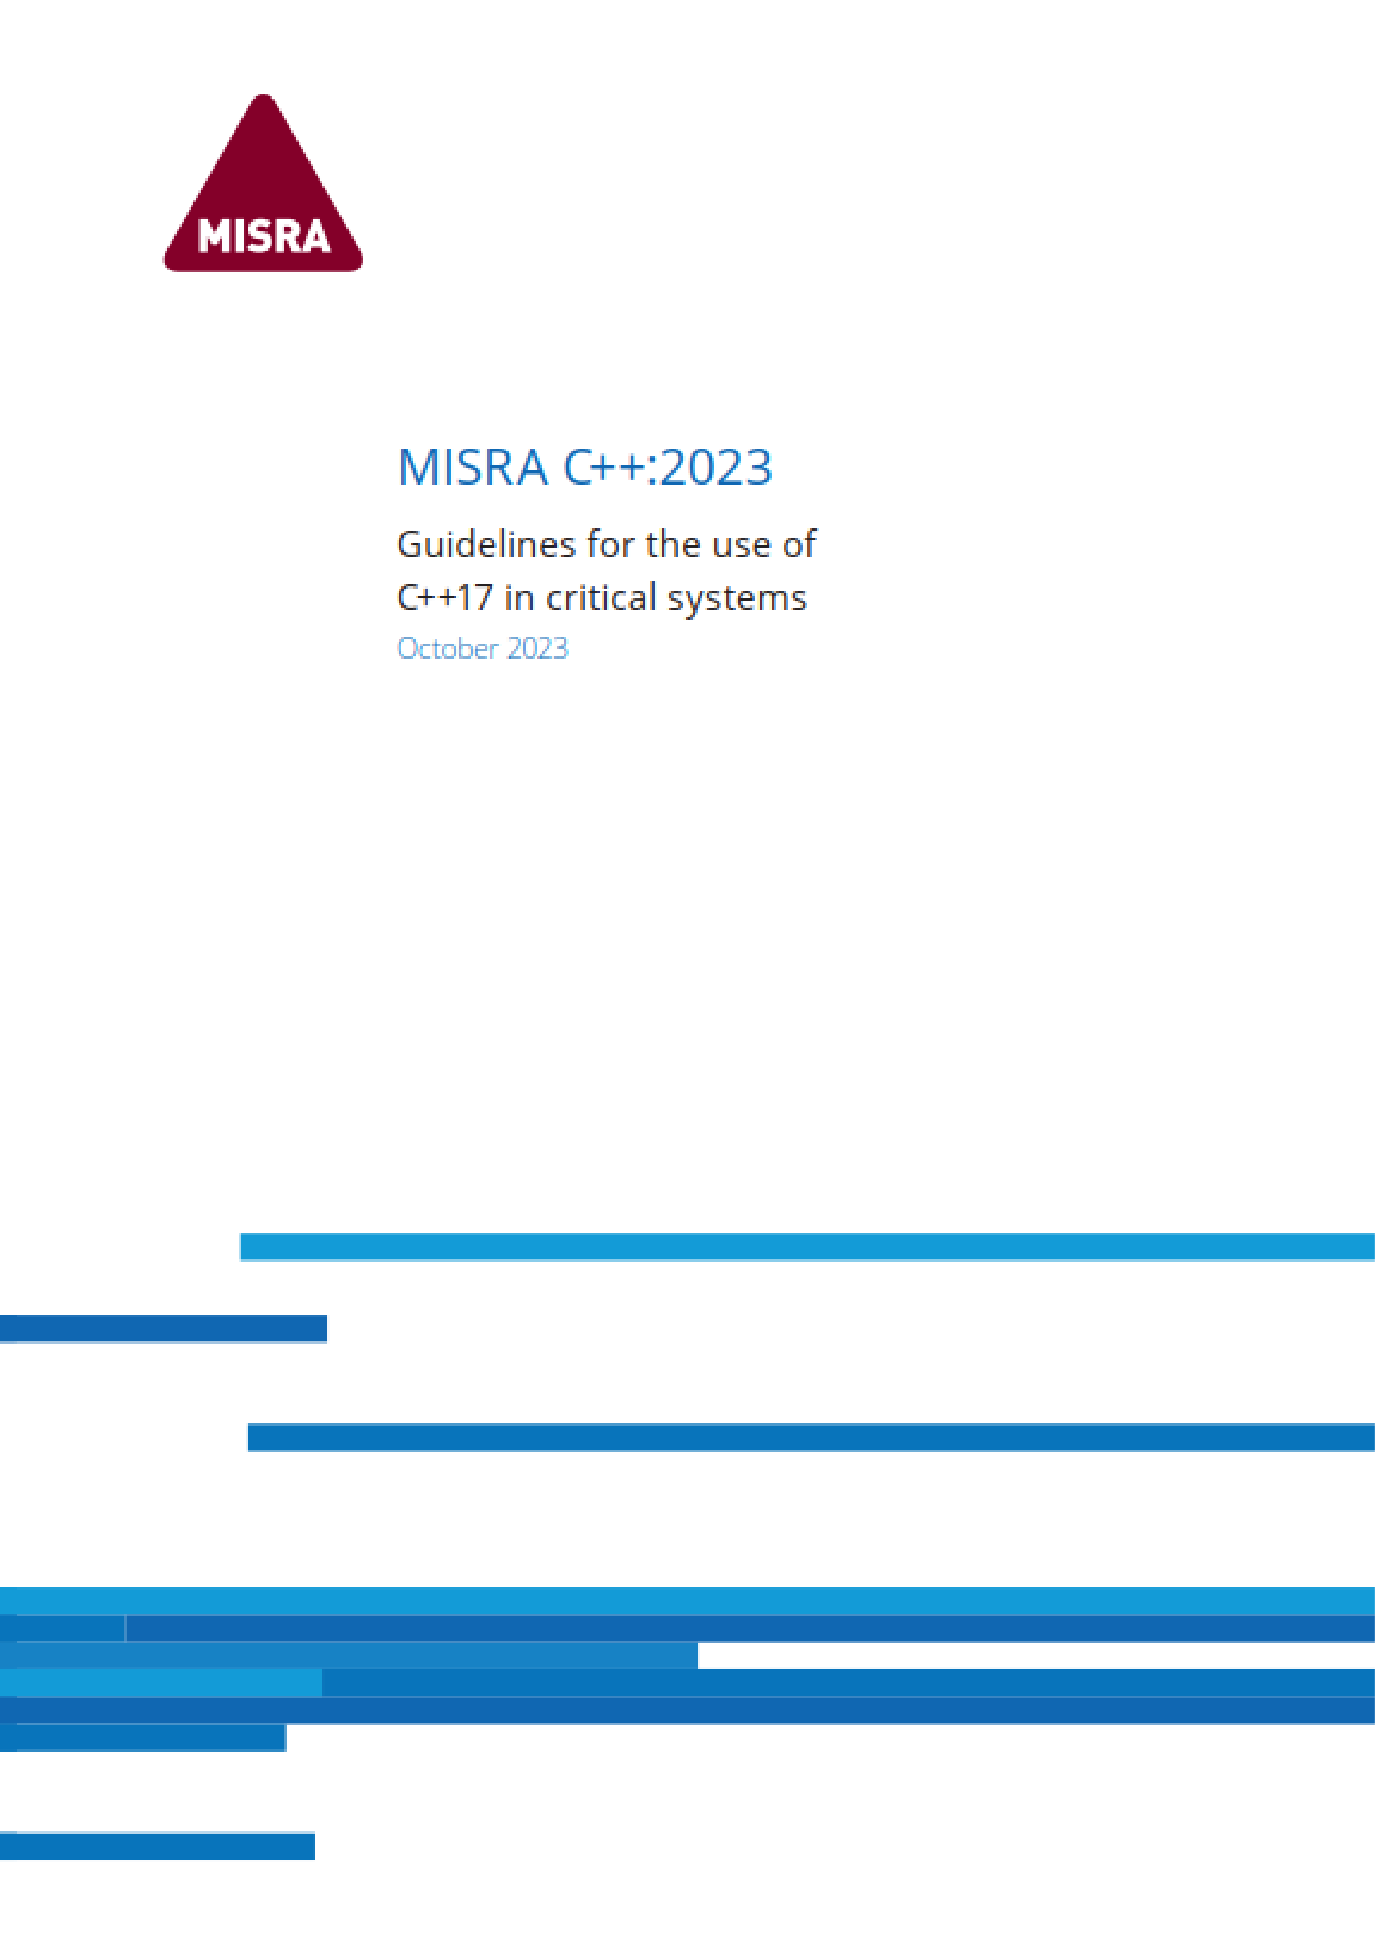 MISRA
MISRA C++:2023
Guidelines for the use of
C++17 in critical systems
October 2023